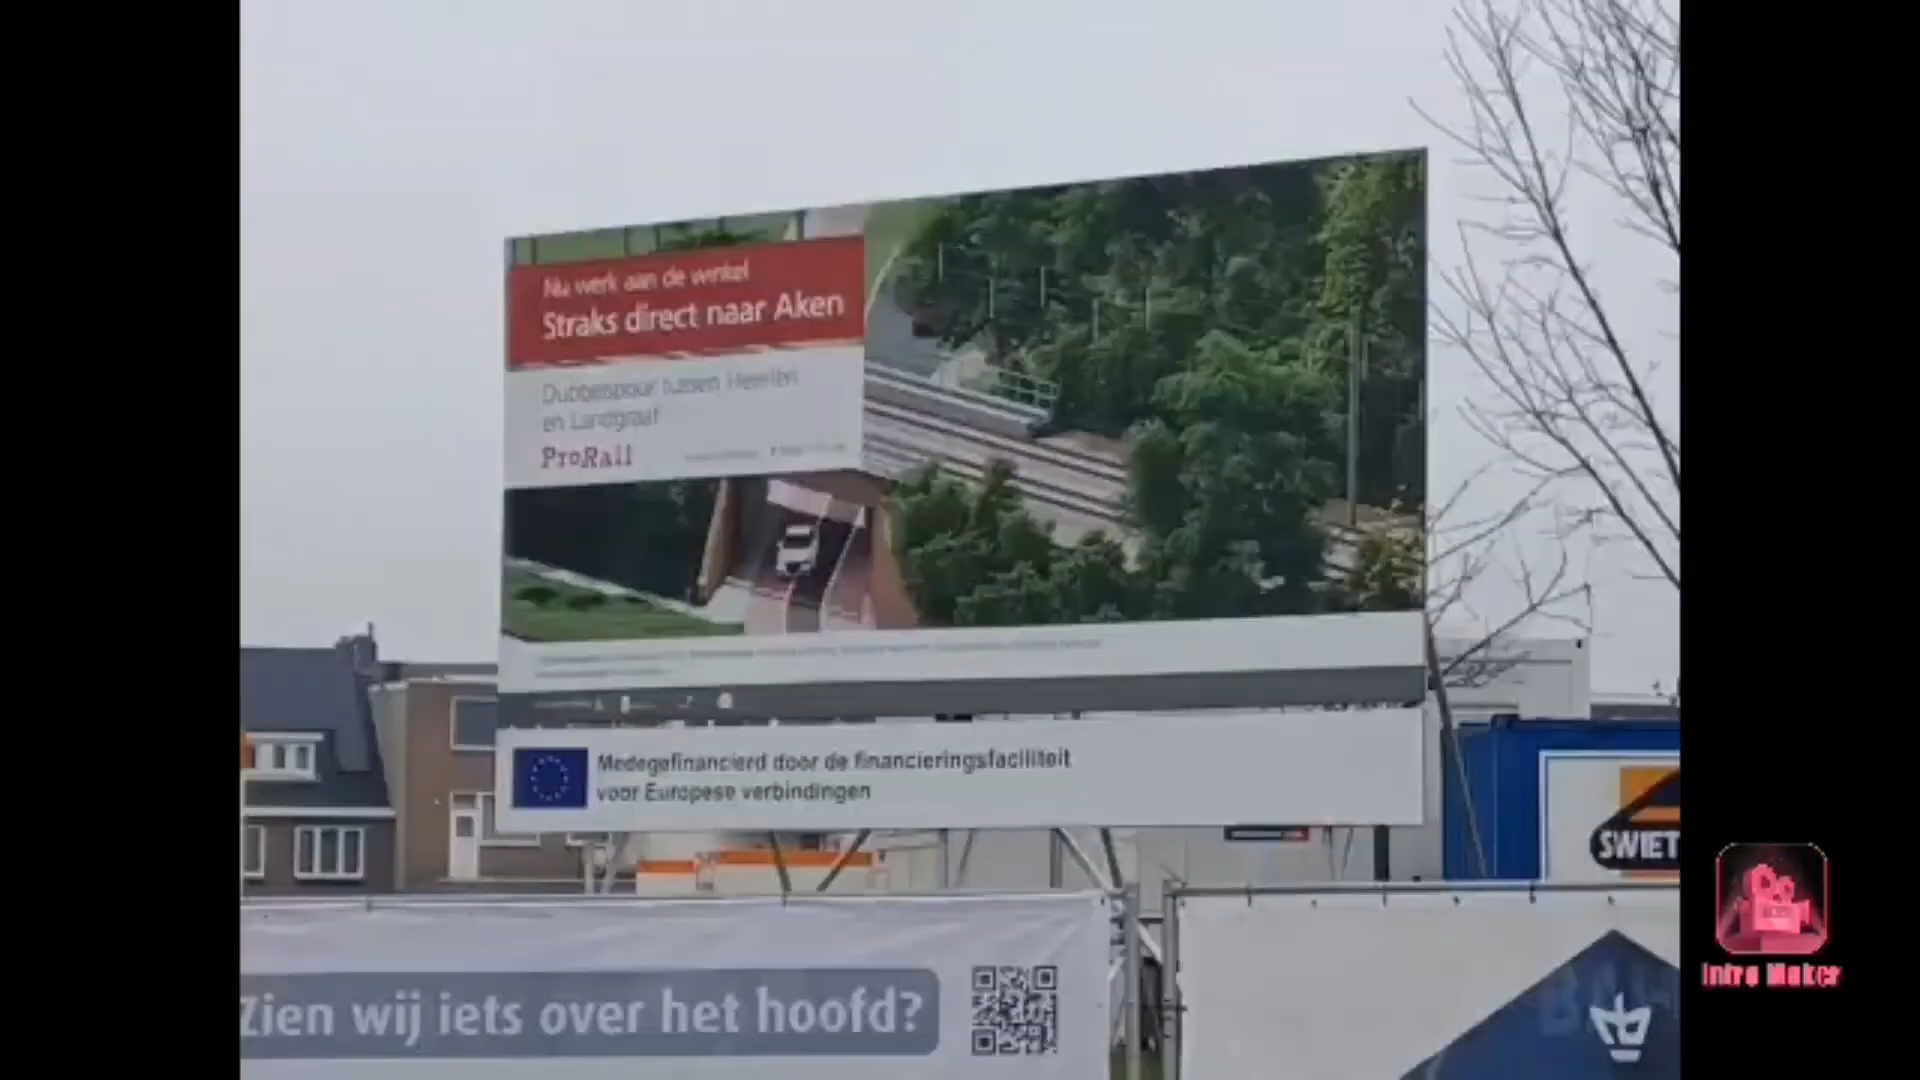 Nu werk aan de winkel
Straks direct naar Aken
Dubbelspoor tussen Heerlen
en Landgraaf
ProRail
Medegefinancierd door de financieringsfaciliteit
voor Europese verbindingen
SWIET
Zien wij iets over het hoofd?
Intro Maker